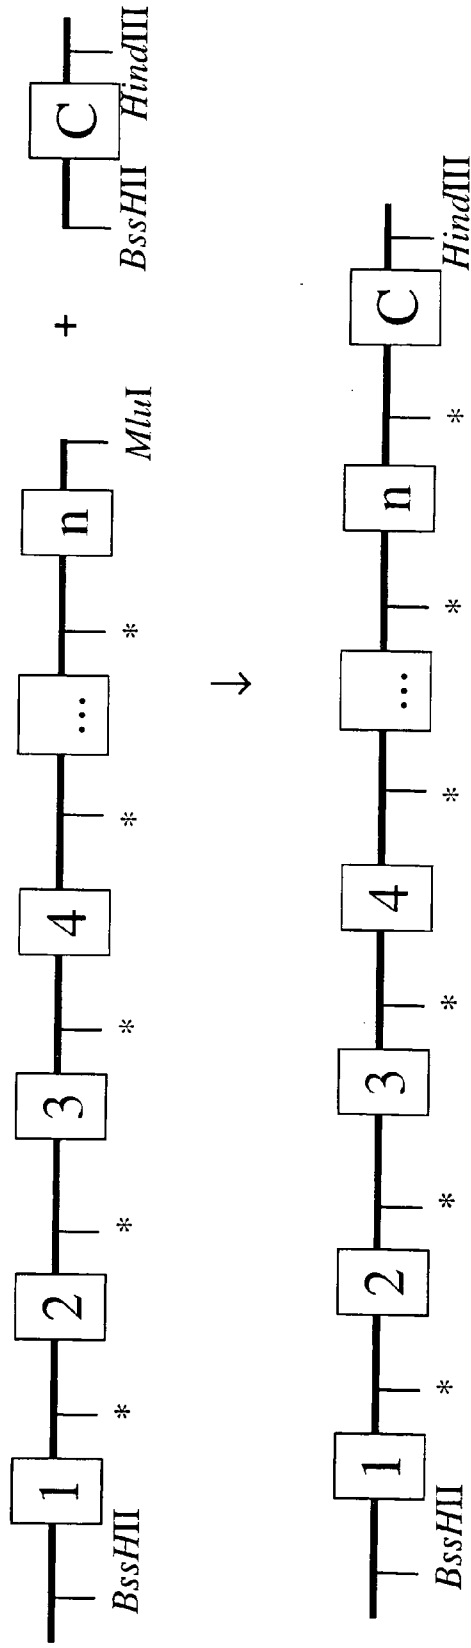 1 2 3 4 ... n + C
BssHII * * * * * MluI BssHII HindIII
↓
1 2 3 4 ... n C
BssHII * * * * * * HindIII